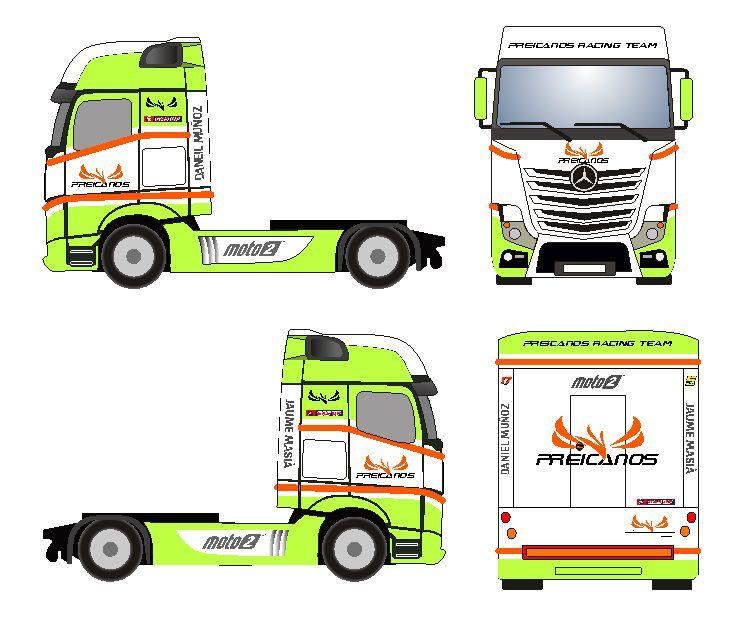 PREICANOS RACING TEAM
DANEIL MUÑOZ
PREICANOS
PREICANOS
moto2
PREICANOS RACING TEAM
moto2
17
5
JAUME MASIÀ
DANIEL MUÑOZ
JAUME MASIÀ
PREICANOS
PREICANOS
moto2